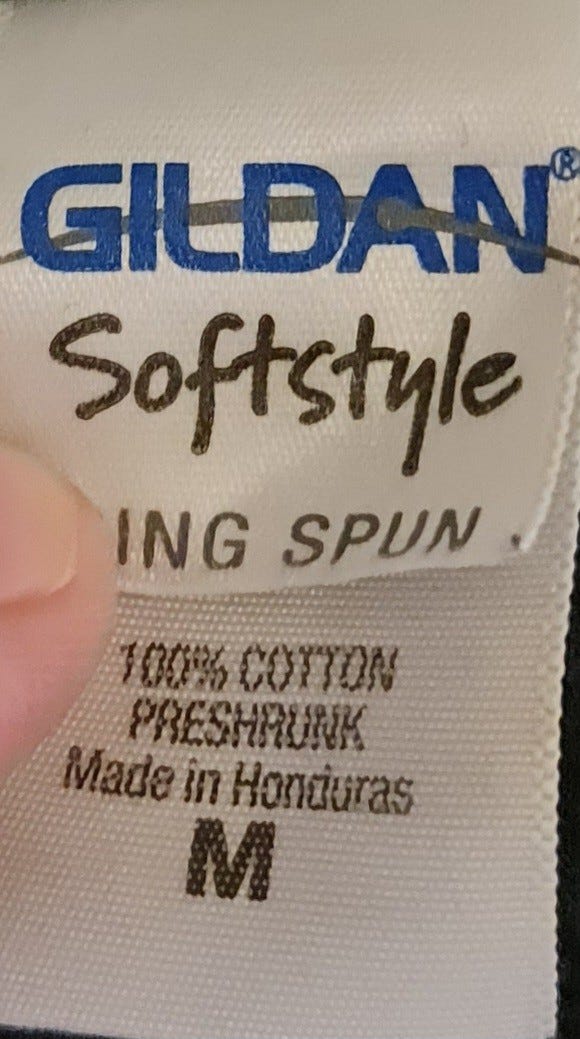 GILDAN®
Softstyle
ING SPUN .
100% COTTON
PRESHRUNK
Made in Honduras
M